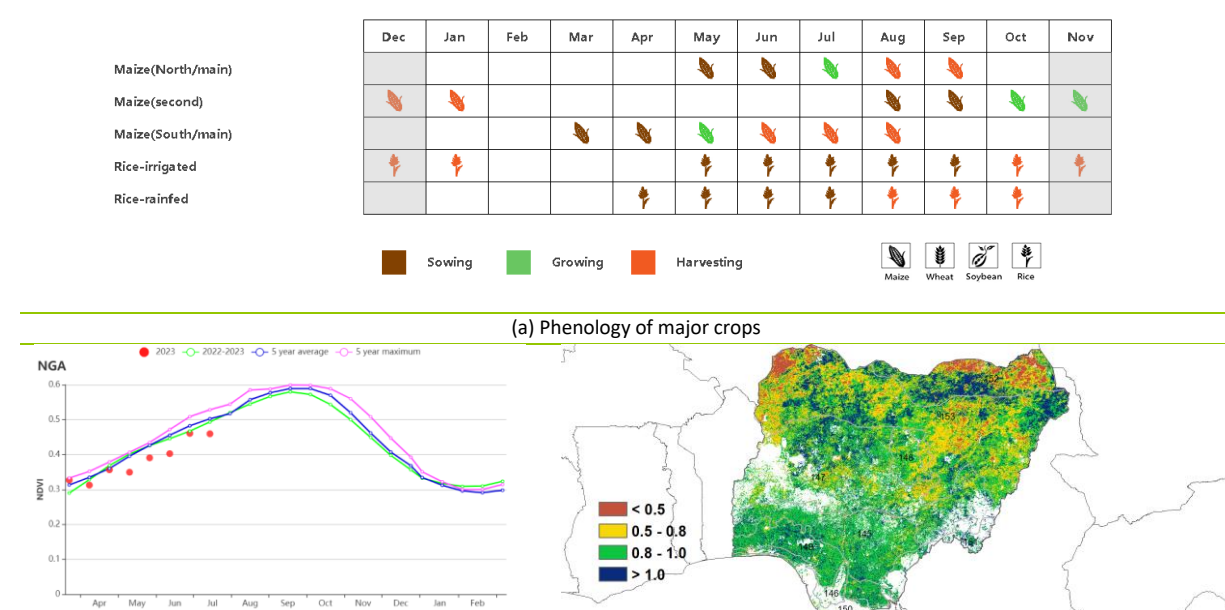 Dec Jan Feb Mar Apr May Jun Jul Aug Sep Oct Nov
Maize(North/main)
Maize(second)
Maize(South/main)
Rice-irrigated
Rice-rainfed
Sowing Growing Harvesting
Maize Wheat Soybean Rice
(a) Phenology of major crops
2023 2022-2023 5 year average 5 year maximum
NGA
0.6
0.5
0.4
0.3
0.2
0.1
0
NDVI
Apr May Jun Jul Aug Sep Oct Nov Dec Jan Feb
< 0.5
0.5 - 0.8
0.8 - 1.0
> 1.0
148
147
145
146
150